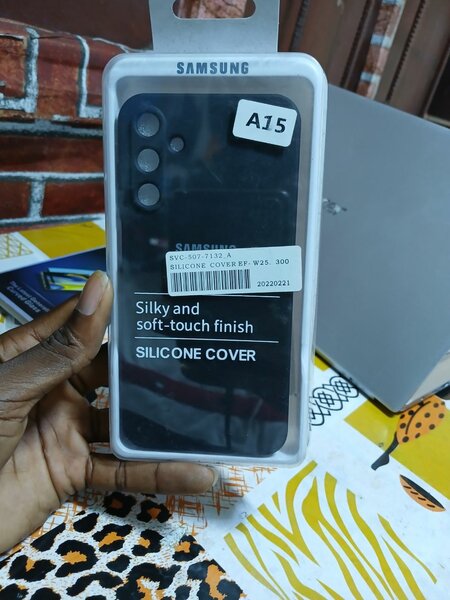 SAMSUNG
A15
SAMSUNG
SVC-507-7132 A
SILICONE COVER EF- W25. 300
20220221
Silky and
soft-touch finish
SILICONE COVER